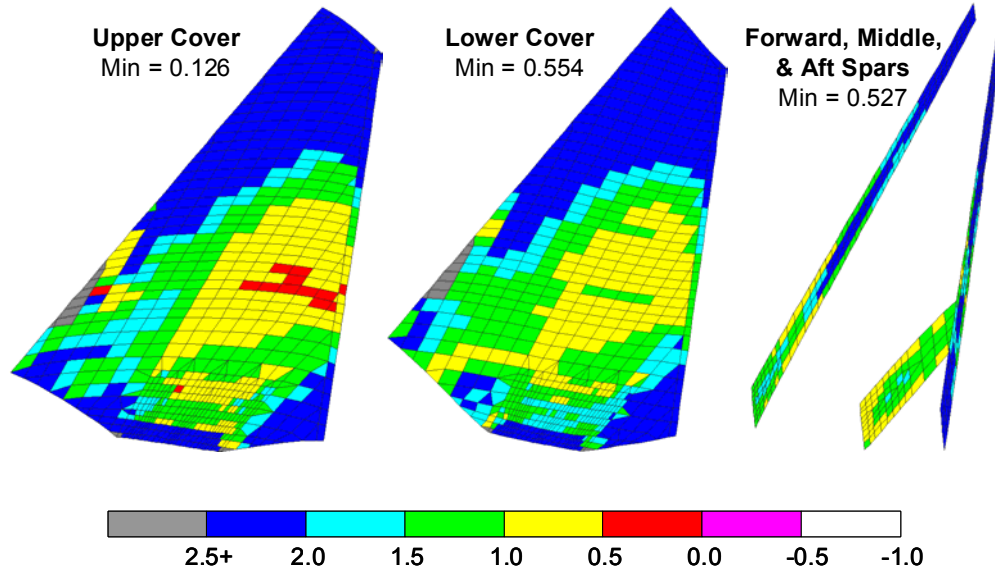 Upper Cover
Min = 0.126
Lower Cover
Min = 0.554
Forward, Middle,
& Aft Spars
Min = 0.527
2.5+ 2.0 1.5 1.0 0.5 0.0 -0.5 -1.0